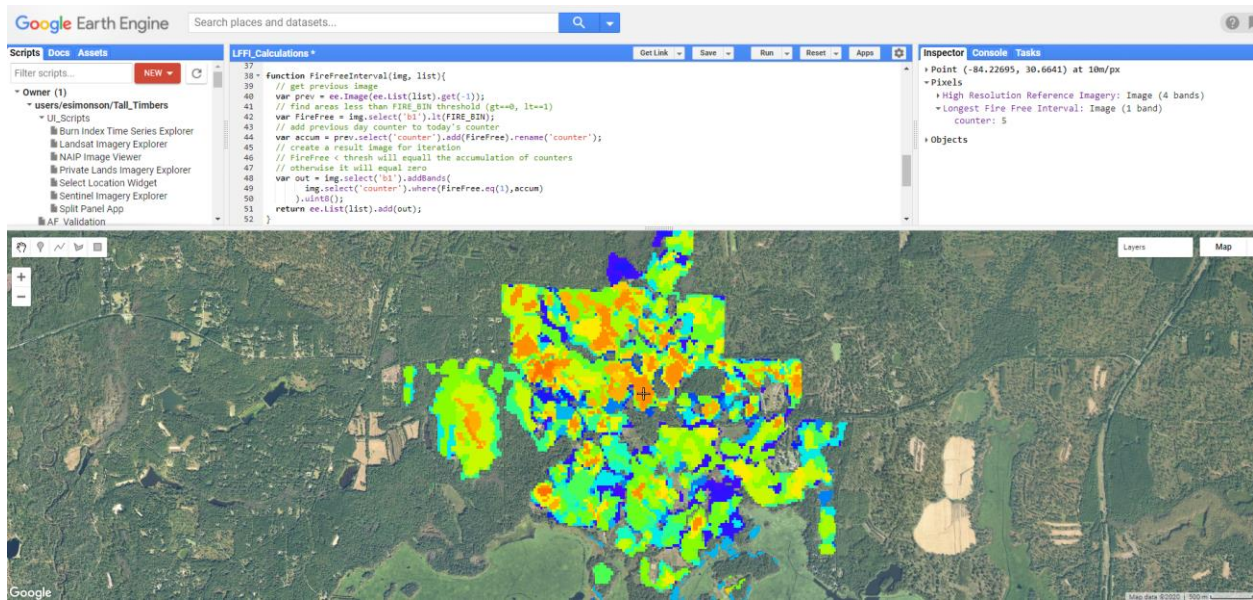 Google Earth Engine
Search places and datasets...
Scripts Docs Assets
Filter scripts...
NEW
Owner (1)
users/esimonson/Tall_Timbers
UI_Scripts
Burn Index Time Series Explorer
Landsat Imagery Explorer
NAIP Image Viewer
Private Lands Imagery Explorer
Select Location Widget
Sentinel Imagery Explorer
Split Panel App
AF_Validation
LFFI_Calculations *
Get Link Save Run Reset Apps
37
38 function FireFreeInterval(img, list){
39 // get previous image
40 var prev = ee.Image(ee.List(list).get(-1));
41 // find areas less than FIRE_BIN threshold (gt==0, lt==1)
42 var FireFree = img.select('b1').lt(FIRE_BIN);
43 // add previous day counter to today's counter
44 var accum = prev.select('counter').add(FireFree).rename('counter');
45 // create a result image for iteration
46 // FireFree < thresh will equall the accumulation of counters
47 // otherwise it will equal zero
48 var out = img.select('b1').addBands(
49 img.select('counter').where(FireFree.eq(1),accum)
50 ).uint8();
51 return ee.List(list).add(out);
52 }
Inspector Console Tasks
Point (-84.22695, 30.6641) at 10m/px
Pixels
High Resolution Reference Imagery: Image (4 bands)
Longest Fire Free Interval: Image (1 band)
counter: 5
Objects
+
−
Layers
Map
Google
Map data ©2020
500 m